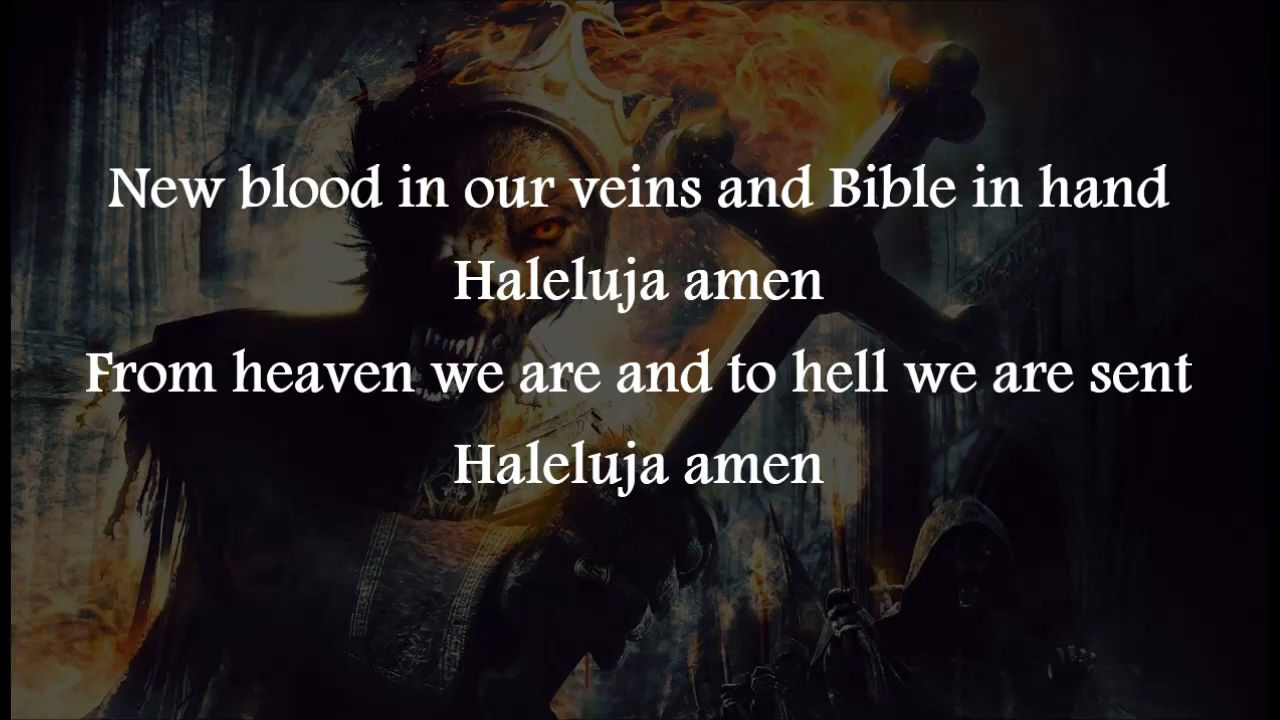 New blood in our veins and Bible in hand
Haleluja amen
From heaven we are and to hell we are sent
Haleluja amen